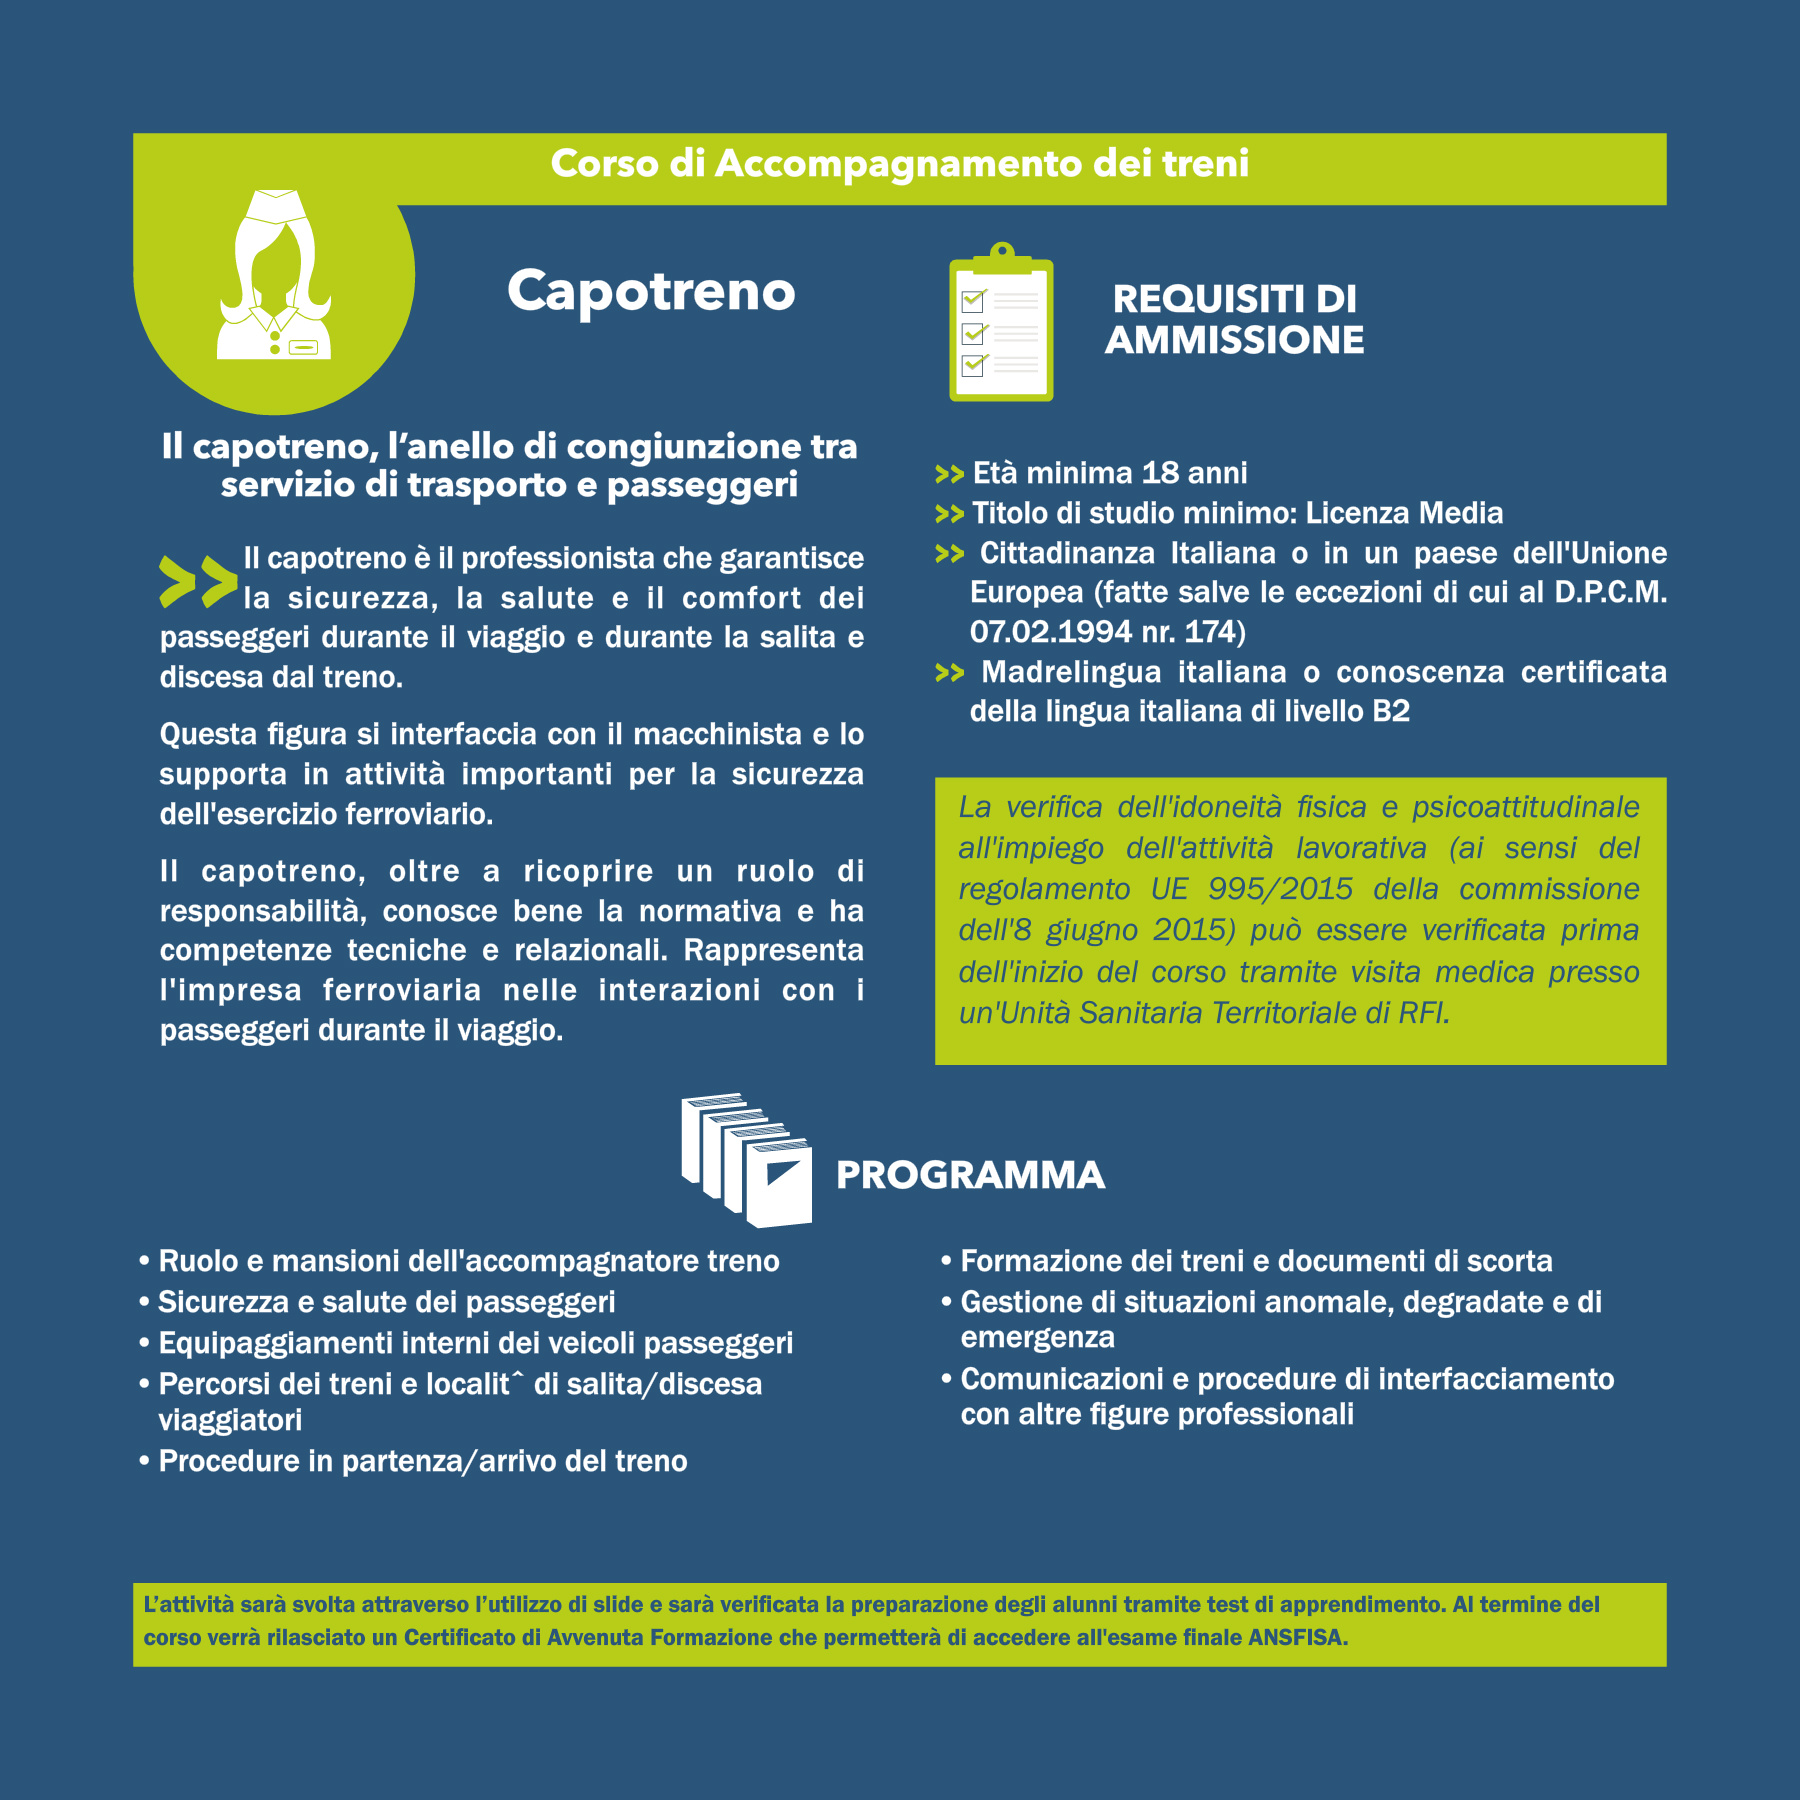 Corso di Accompagnamento dei treni
Capotreno
Il capotreno, l’anello di congiunzione tra
servizio di trasporto e passeggeri
>> Il capotreno è il professionista che garantisce
la sicurezza, la salute e il comfort dei
passeggeri durante il viaggio e durante la salita e
discesa dal treno.
Questa figura si interfaccia con il macchinista e lo
supporta in attività importanti per la sicurezza
dell'esercizio ferroviario.
Il capotreno, oltre a ricoprire un ruolo di
responsabilità, conosce bene la normativa e ha
competenze tecniche e relazionali. Rappresenta
l'impresa ferroviaria nelle interazioni con i
passeggeri durante il viaggio.
REQUISITI DI
AMMISSIONE
>> Età minima 18 anni
>> Titolo di studio minimo: Licenza Media
>> Cittadinanza Italiana o in un paese dell'Unione
Europea (fatte salve le eccezioni di cui al D.P.C.M.
07.02.1994 nr. 174)
>> Madrelingua italiana o conoscenza certificata
della lingua italiana di livello B2
La verifica dell'idoneità fisica e psicoattitudinale
all'impiego dell'attività lavorativa (ai sensi del
regolamento UE 995/2015 della commissione
dell'8 giugno 2015) può essere verificata prima
dell'inizio del corso tramite visita medica presso
un'Unità Sanitaria Territoriale di RFI.
PROGRAMMA
• Ruolo e mansioni dell'accompagnatore treno
• Sicurezza e salute dei passeggeri
• Equipaggiamenti interni dei veicoli passeggeri
• Percorsi dei treni e localitˆ di salita/discesa
viaggiatori
• Procedure in partenza/arrivo del treno
• Formazione dei treni e documenti di scorta
• Gestione di situazioni anomale, degradate e di
emergenza
• Comunicazioni e procedure di interfacciamento
con altre figure professionali
L’attività sarà svolta attraverso l’utilizzo di slide e sarà verificata la preparazione degli alunni tramite test di apprendimento. Al termine del
corso verrà rilasciato un Certificato di Avvenuta Formazione che permetterà di accedere all'esame finale ANSFISA.